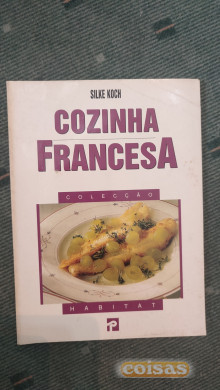 SILKE KOCH
COZINHA
FRANCESA
COLECÇÃO
HABITAT
coisas